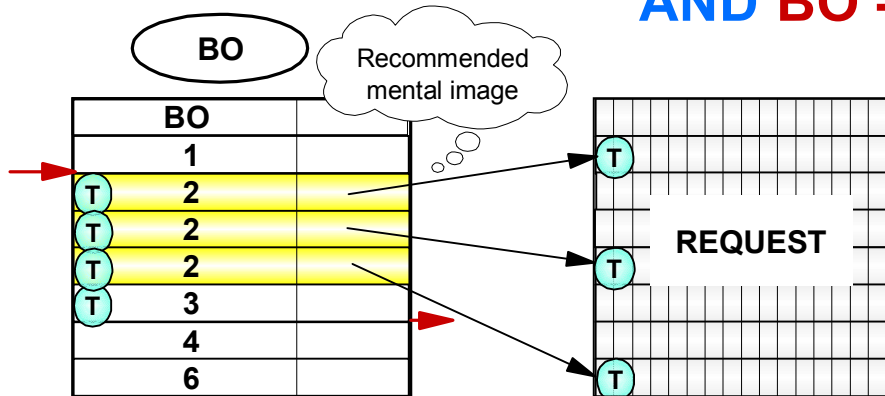 AND BO -
BO
Recommended
mental image
BO
1
T 2
T 2
T 2
T 3
4
6
T
REQUEST
T
T